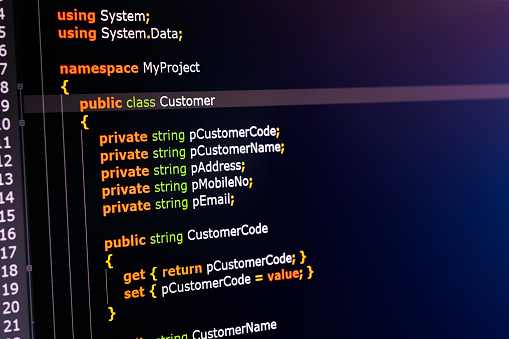 4 using System;
5 using System.Data;
6
7 namespace MyProject
8 {
9 public class Customer
10 {
11 private string pCustomerCode;
12 private string pCustomerName;
13 private string pAddress;
14 private string pMobileNo;
15 private string pEmail;
16
17 public string CustomerCode
18 {
19 get { return pCustomerCode; }
20 set { pCustomerCode = value; }
21 }
string CustomerName